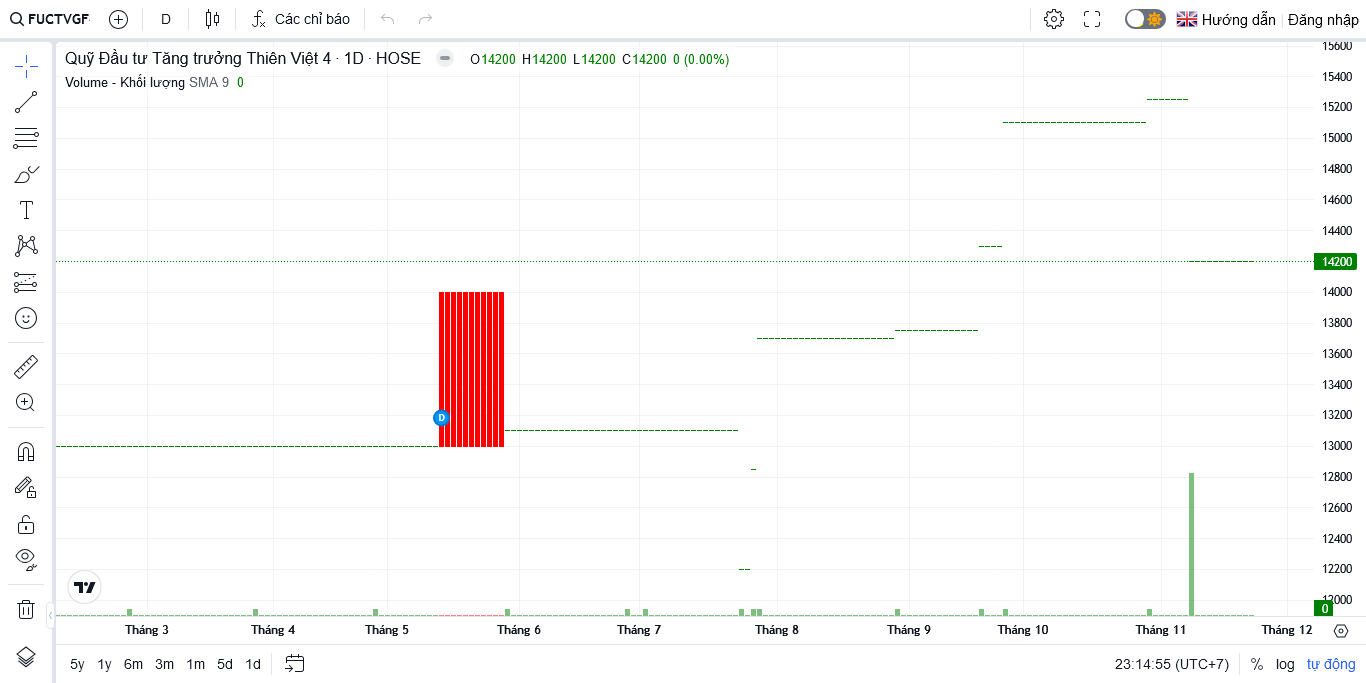 FUCTVGF
D
Các chỉ báo
Hướng dẫn
Đăng nhập
Quỹ Đầu tư Tăng trưởng Thiên Việt 4 · 1D · HOSE
O14200 H14200 L14200 C14200 0 (0.00%)
Volume - Khối lượng SMA 9 0
15600
15400
15200
15000
14800
14600
14400
14200
14000
13800
13600
13400
13200
13000
12800
12600
12400
12200
12000
0
D
Tháng 3 Tháng 4 Tháng 5 Tháng 6 Tháng 7 Tháng 8 Tháng 9 Tháng 10 Tháng 11 Tháng 12
5y 1y 6m 3m 1m 5d 1d
23:14:55 (UTC+7)
% log tự động